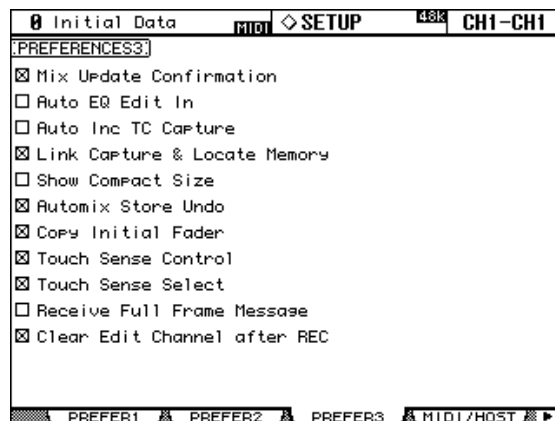 0 Initial Data MIDI ◇SETUP 48k CH1-CH1
PREFERENCES3
☒ Mix Update Confirmation
☐ Auto EQ Edit In
☐ Auto Inc TC Capture
☒ Link Capture & Locate Memory
☐ Show Compact Size
☒ Automix Store Undo
☒ Copy Initial Fader
☒ Touch Sense Control
☒ Touch Sense Select
☐ Receive Full Frame Message
☒ Clear Edit Channel after REC
PREFER1 PREFER2 PREFER3 MIDI/HOST